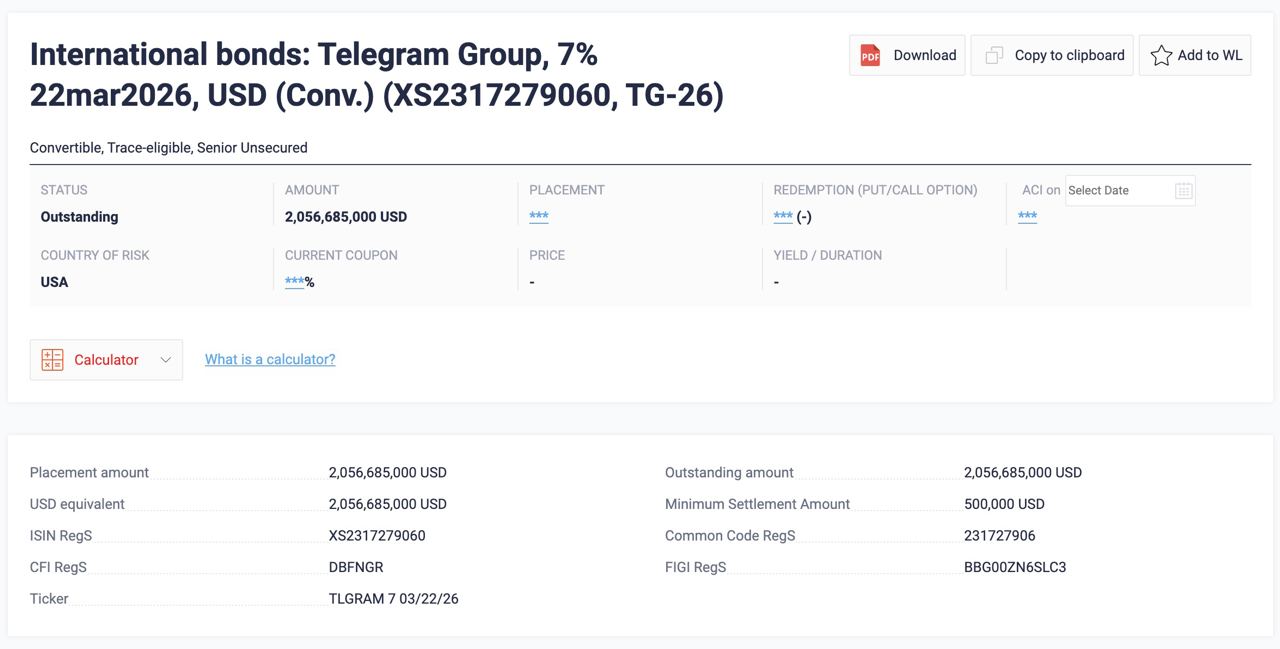 International bonds: Telegram Group, 7%
22mar2026, USD (Conv.) (XS2317279060, TG-26)
PDF Download
Copy to clipboard
Add to WL
Convertible, Trace-eligible, Senior Unsecured
STATUS
Outstanding
AMOUNT
2,056,685,000 USD
PLACEMENT
***
REDEMPTION (PUT/CALL OPTION)
*** (-)
ACI on Select Date
***
COUNTRY OF RISK
USA
CURRENT COUPON
***%
PRICE
-
YIELD / DURATION
-
Calculator
What is a calculator?
Placement amount 2,056,685,000 USD
USD equivalent 2,056,685,000 USD
ISIN RegS XS2317279060
CFI RegS DBFNGR
Ticker TLGRAM 7 03/22/26
Outstanding amount 2,056,685,000 USD
Minimum Settlement Amount 500,000 USD
Common Code RegS 231727906
FIGI RegS BBG00ZN6SLC3